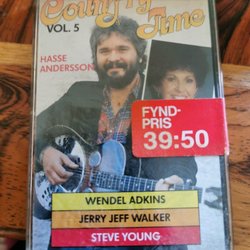 Country Time
VOL. 5
HASSE
ANDERSSON
FYND-
PRIS
39:50
WENDEL ADKINS
JERRY JEFF WALKER
STEVE YOUNG